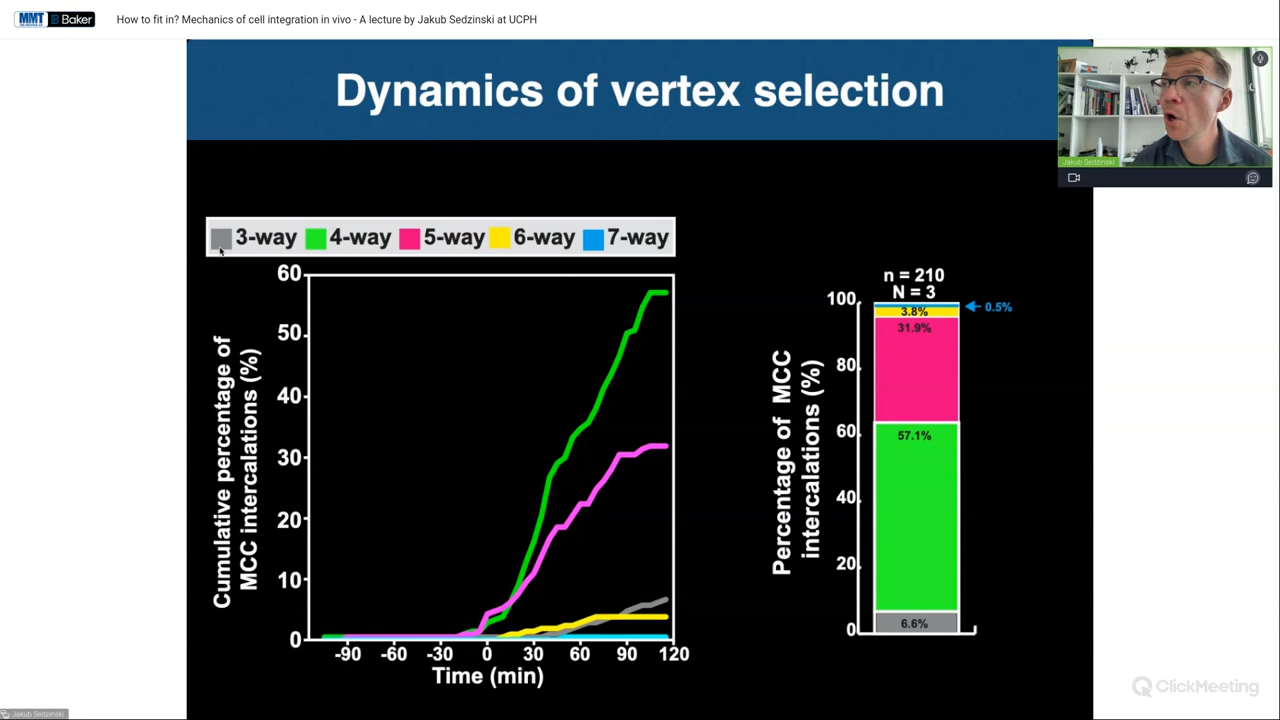 MMT
Baker
How to fit in? Mechanics of cell integration in vivo - A lecture by Jakub Sedzinski at UCPH
Dynamics of vertex selection
Jakub Sedzinski
3-way 4-way 5-way 6-way 7-way
Cumulative percentage of
MCC intercalations (%)
60
50
40
30
20
10
0
-90 -60 -30 0 30 60 90 120
Time (min)
n = 210
N = 3
Percentage of MCC
intercalations (%)
100
80
60
40
20
0
0.5%
3.8%
31.9%
57.1%
6.6%
ClickMeeting
Jakub Sedzinski